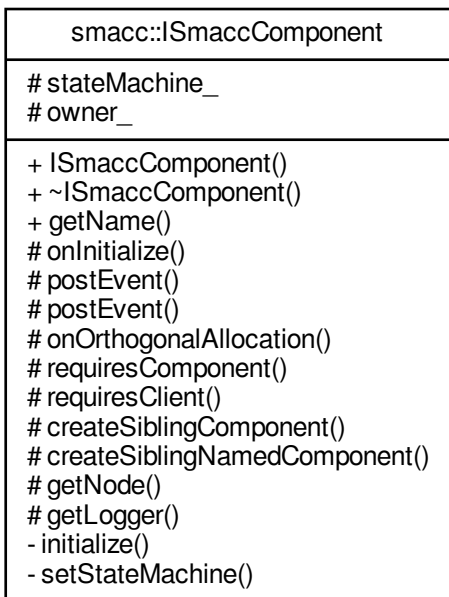 smacc::ISmaccComponent
# stateMachine_
# owner_
+ ISmaccComponent()
+ ~ISmaccComponent()
+ getName()
# onInitialize()
# postEvent()
# postEvent()
# onOrthogonalAllocation()
# requiresComponent()
# requiresClient()
# createSiblingComponent()
# createSiblingNamedComponent()
# getNode()
# getLogger()
- initialize()
- setStateMachine()